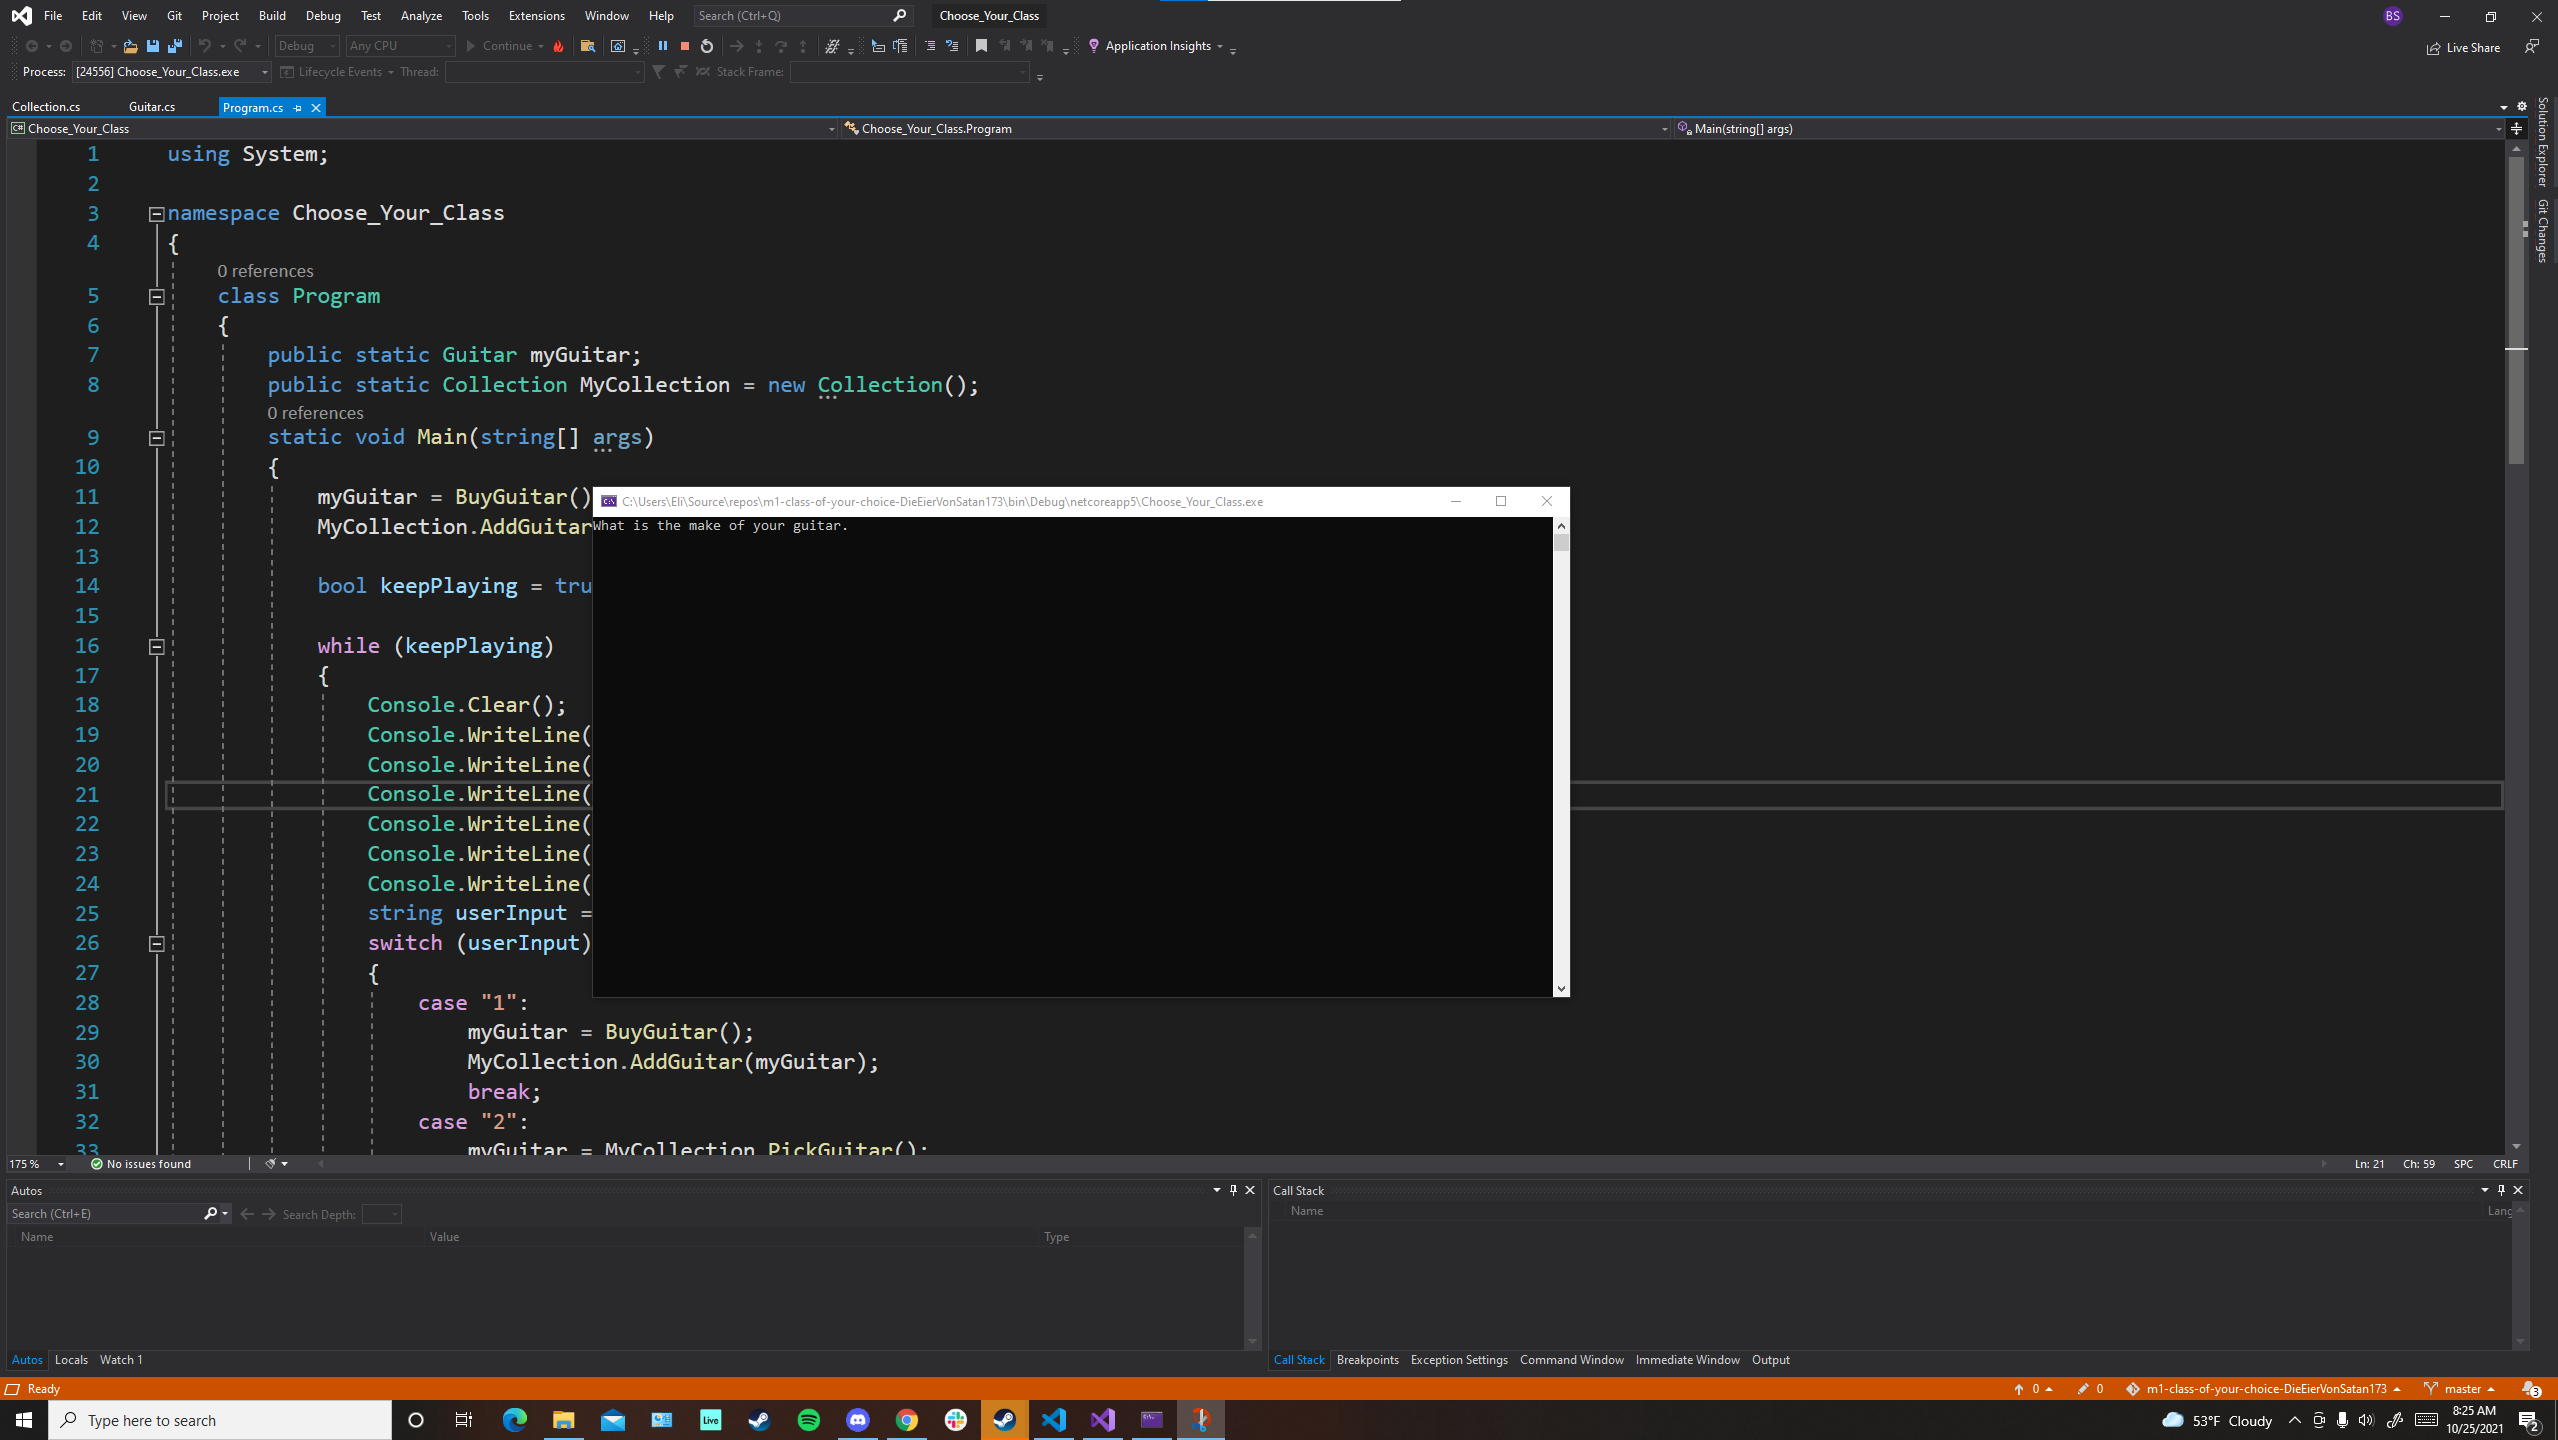 File Edit View Git Project Build Debug Test Analyze Tools Extensions Window Help Search (Ctrl+Q) Choose_Your_Class BS
Debug Any CPU Continue Application Insights Live Share
Process: [24556] Choose_Your_Class.exe Lifecycle Events Thread: Stack Frame:
Collection.cs Guitar.cs Program.cs
Choose_Your_Class Choose_Your_Class.Program Main(string[] args)
Solution Explorer
Git Changes
1 using System;
2
3 namespace Choose_Your_Class
4 {
0 references
5 class Program
6 {
7 public static Guitar myGuitar;
8 public static Collection MyCollection = new Collection();
0 references
9 static void Main(string[] args)
10 {
11 myGuitar = BuyGuitar()
12 MyCollection.AddGuitar
13
14 bool keepPlaying = tru
15
16 while (keepPlaying)
17 {
18 Console.Clear();
19 Console.WriteLine(
20 Console.WriteLine(
21 Console.WriteLine(
22 Console.WriteLine(
23 Console.WriteLine(
24 Console.WriteLine(
25 string userInput =
26 switch (userInput)
27 {
28 case "1":
29 myGuitar = BuyGuitar();
30 MyCollection.AddGuitar(myGuitar);
31 break;
32 case "2":
33 myGuitar = MyCollection.PickGuitar();
C:\Users\Eli\Source\repos\m1-class-of-your-choice-DieEierVonSatan173\bin\Debug\netcoreapp5\Choose_Your_Class.exe
What is the make of your guitar.
175 % No issues found Ln: 21 Ch: 59 SPC CRLF
Autos
Search (Ctrl+E) Search Depth:
Name Value Type
Autos Locals Watch 1
Call Stack
Name Lang
Call Stack Breakpoints Exception Settings Command Window Immediate Window Output
Ready 0 0 m1-class-of-your-choice-DieEierVonSatan173 master 3
Type here to search Live 53°F Cloudy 8:25 AM 2
10/25/2021